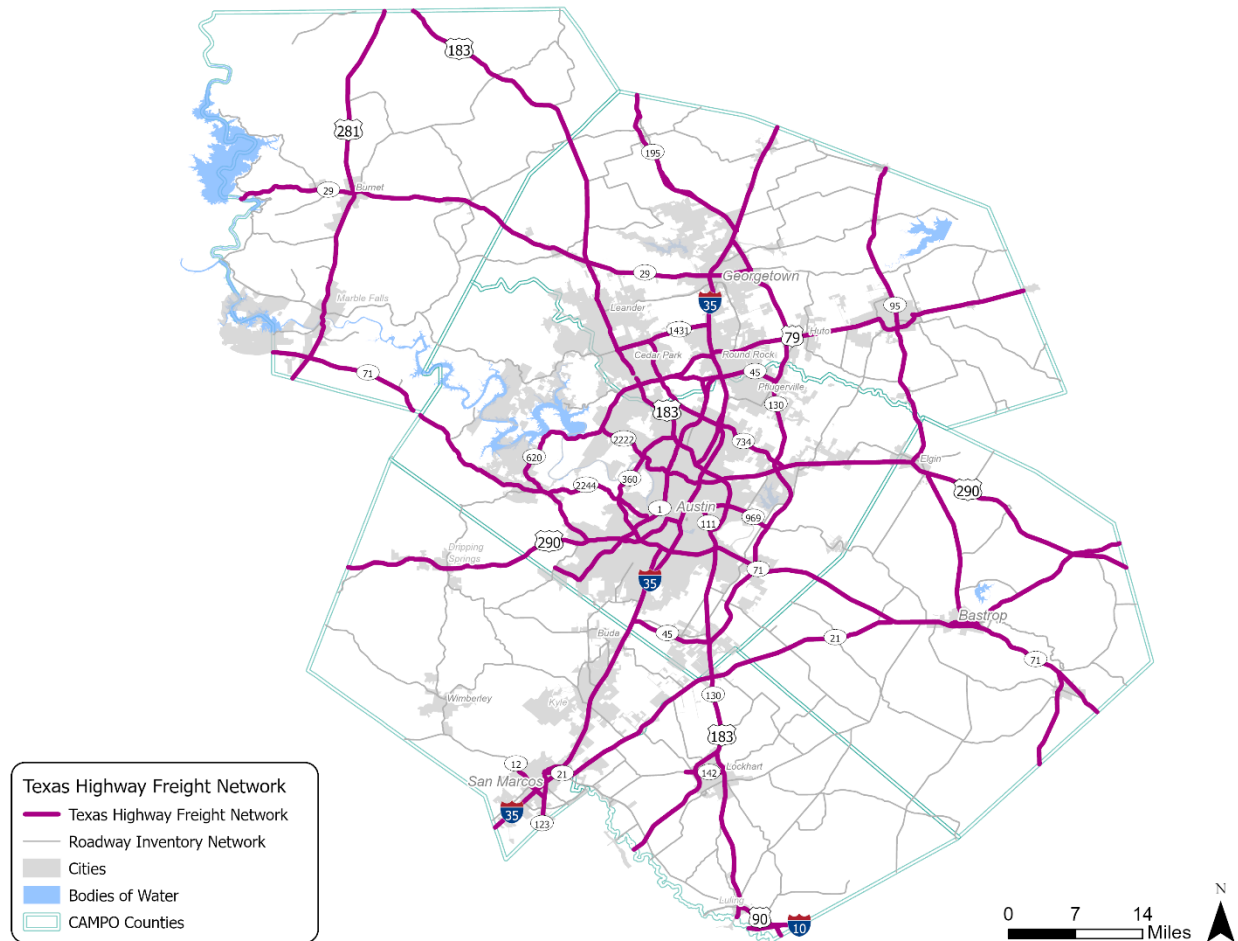 183
281
195
29
Burnet
29
Georgetown
95
35
Marble Falls
Leander
1431
79
Huto
Cedar Park
Round Rock
71
45
Pflugerville
183
130
2222
734
620
Elgin
360
2244
290
1
Austin
111
969
290
Dripping
Springs
71
35
Bastrop
Buda
45
21
71
Wimberley
Kyle
130
183
12
21
142
Lockhart
San Marcos
35
123
Luling
90
10
Texas Highway Freight Network
Texas Highway Freight Network
Roadway Inventory Network
Cities
Bodies of Water
CAMPO Counties
0 7 14
Miles
N